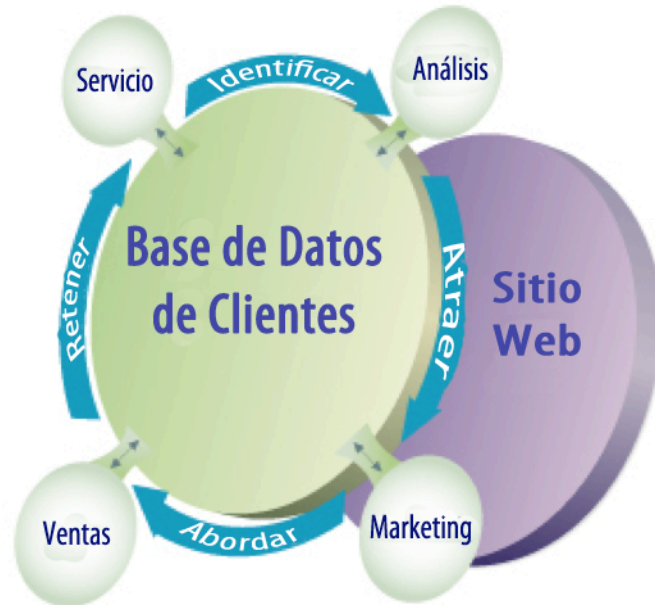 Servicio
Identificar
Análisis
Retener
Base de Datos
de Clientes
Atraer
Sitio
Web
Ventas
Abordar
Marketing